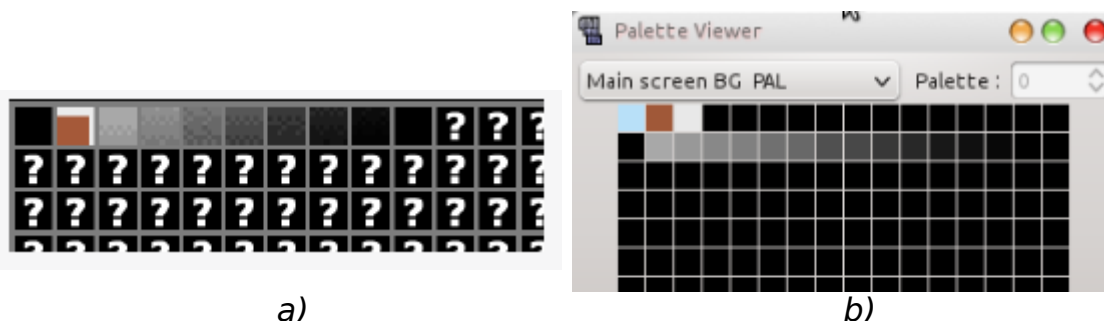 ? ? ?
? ? ? ? ? ? ? ? ? ? ? ? ?
? ? ? ? ? ? ? ? ? ? ? ? ?
? ? ? ? ? ? ? ? ? ? ? ? ?
a)
Palette Viewer
Main screen BG PAL
Palette : 0
b)